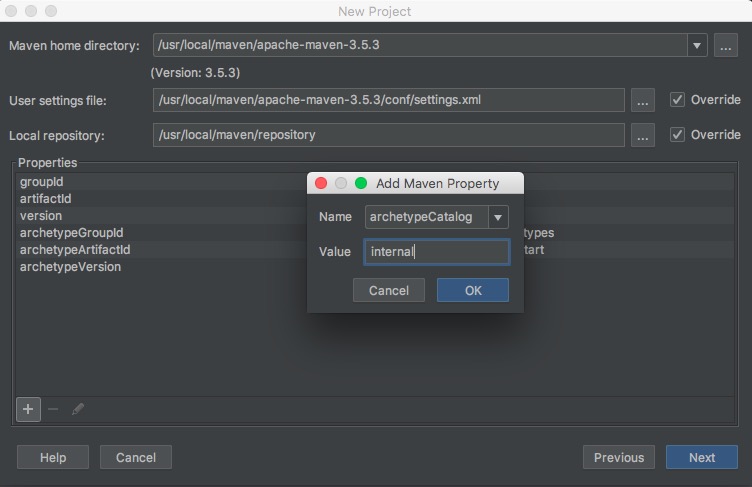 New Project
Maven home directory: /usr/local/maven/apache-maven-3.5.3 ...
(Version: 3.5.3)
User settings file: /usr/local/maven/apache-maven-3.5.3/conf/settings.xml ... Override
Local repository: /usr/local/maven/repository ... Override
Properties
groupId
artifactId
version
archetypeGroupId types
archetypeArtifactId tart
archetypeVersion
Add Maven Property
Name archetypeCatalog
Value internal
Cancel OK
Help Cancel Previous Next